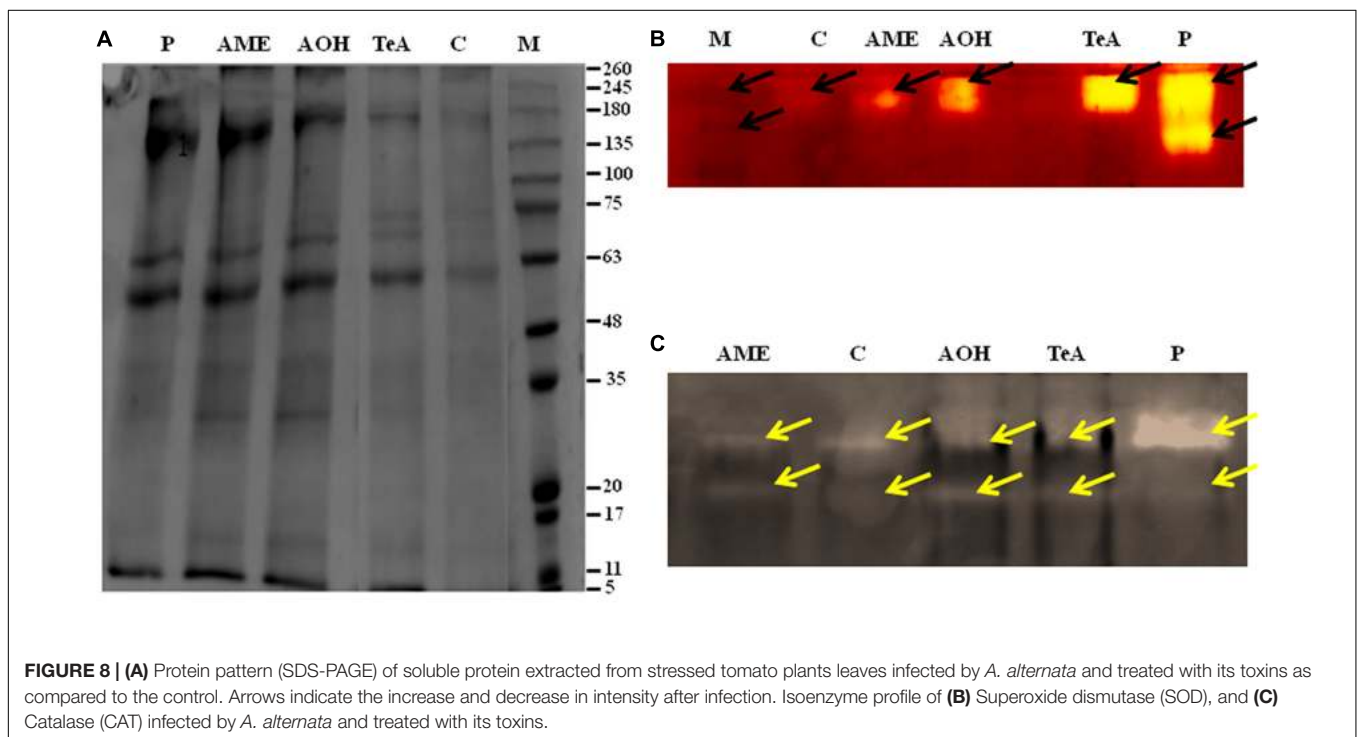 A
P AME AOH TeA C M
260
245
180
135
100
75
63
48
35
20
17
11
5
1
B
M C AME AOH TeA P
C
AME C AOH TeA P
FIGURE 8 | (A) Protein pattern (SDS-PAGE) of soluble protein extracted from stressed tomato plants leaves infected by A. alternata and treated with its toxins as
compared to the control. Arrows indicate the increase and decrease in intensity after infection. Isoenzyme profile of (B) Superoxide dismutase (SOD), and (C)
Catalase (CAT) infected by A. alternata and treated with its toxins.